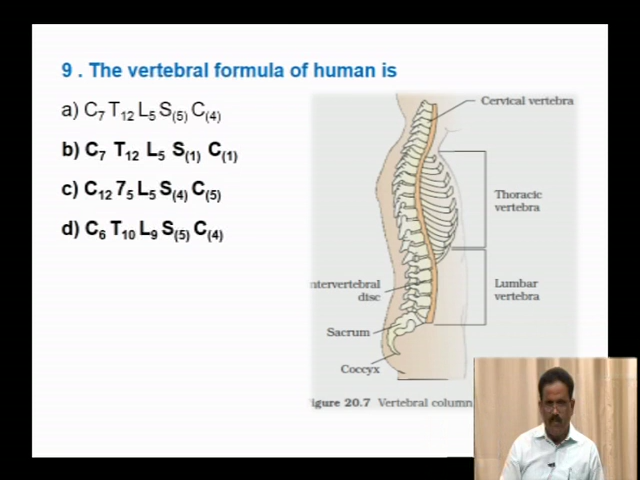 9 . The vertebral formula of human is
a) C7 T12 L5 S(5) C(4)
b) C7 T12 L5 S(1) C(1)
c) C12 75 L5 S(4) C(5)
d) C6 T10 L9 S(5) C(4)
Cervical vertebra
Thoracic
vertebra
ntervertebral
disc
Lumbar
vertebra
Sacrum
Coccyx
igure 20.7 Vertebral column